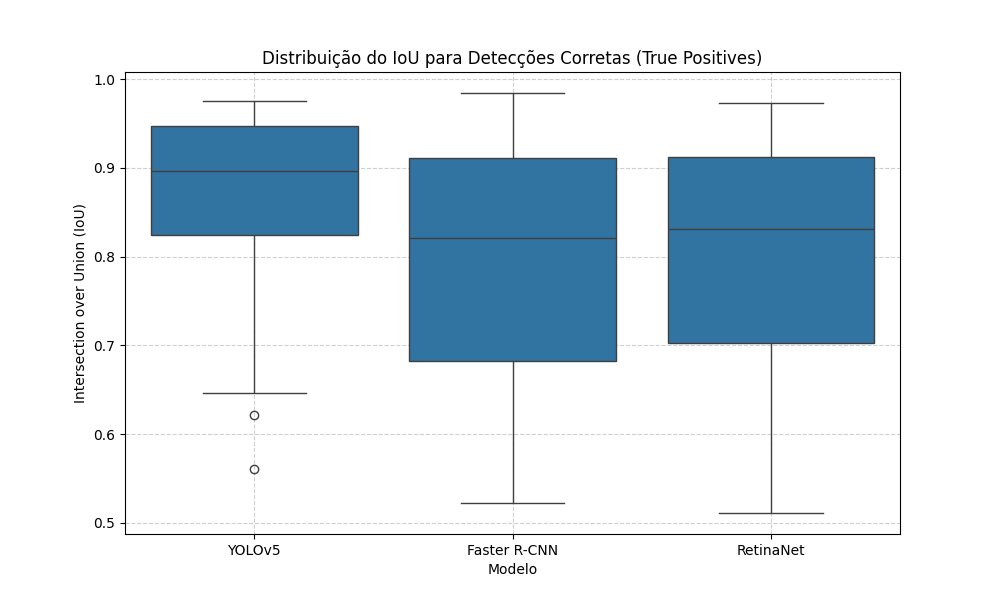 Distribuição do IoU para Detecções Corretas (True Positives)
Intersection over Union (IoU)
1.0
0.9
0.8
0.7
0.6
0.5
YOLOv5 Faster R-CNN RetinaNet
Modelo